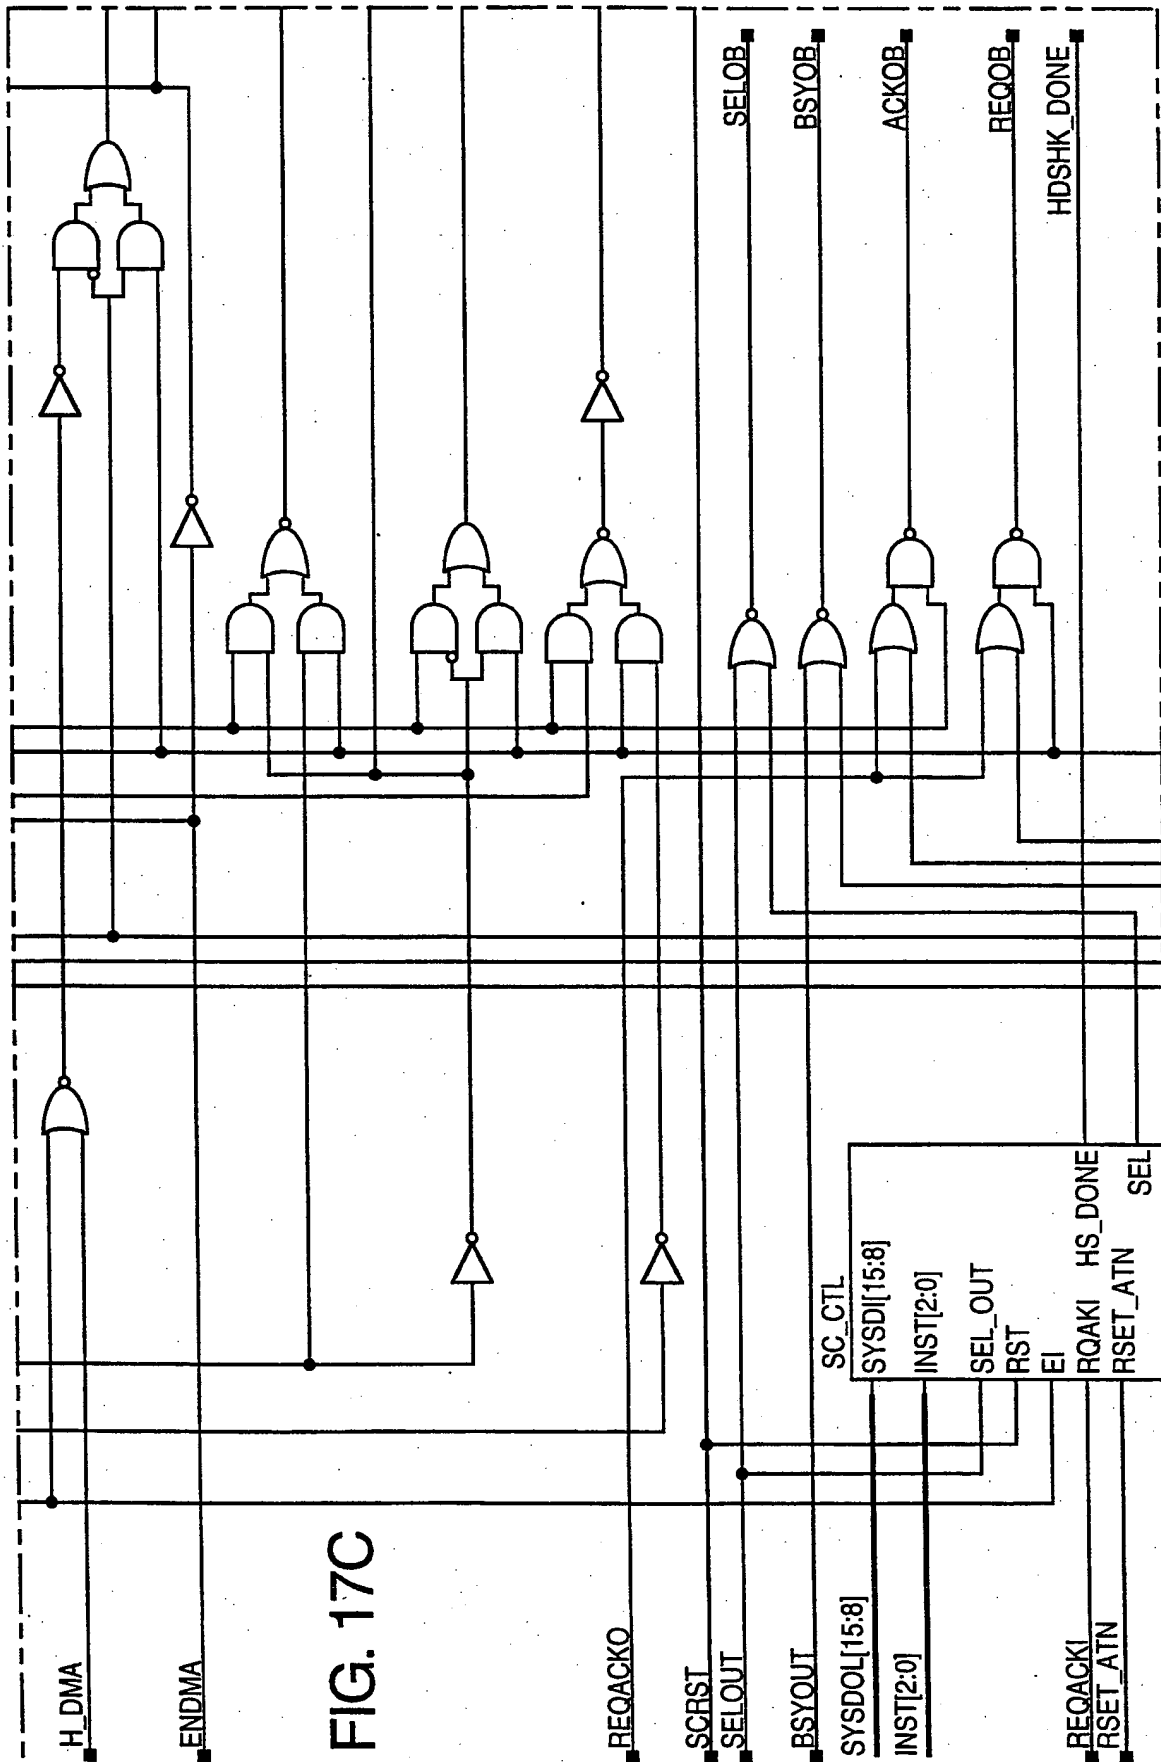 FIG. 17C
H_DMA
ENDMA
REQACKO
SCRST
SELOUT
BSYOUT
SYSDOL[15:8]
INST[2:0]
REQACKI
RSET_ATN
SC_CTL
SYSDI[15:8]
INST[2:0]
SEL_OUT
RST
EI
RQAKI HS_DONE
RSET_ATN
SEL
SELOB
BSYOB
ACKOB
REQOB
HDSHK_DONE